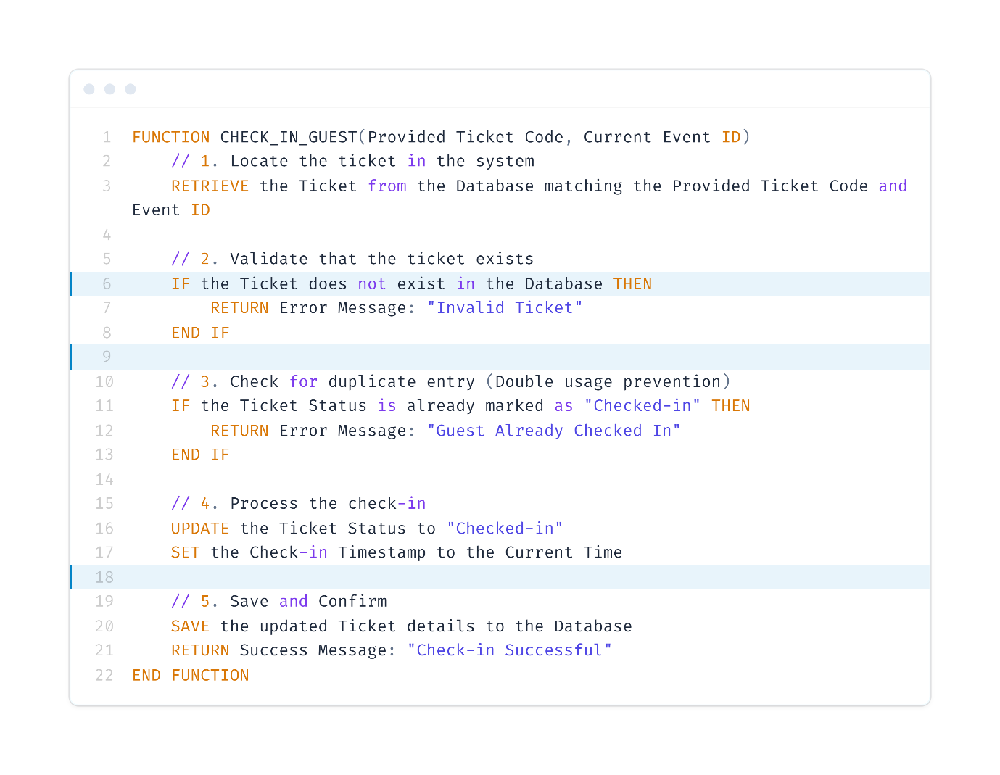 1 FUNCTION CHECK_IN_GUEST(Provided Ticket Code, Current Event ID)
2 // 1. Locate the ticket in the system
3 RETRIEVE the Ticket from the Database matching the Provided Ticket Code and
Event ID
4
5 // 2. Validate that the ticket exists
6 IF the Ticket does not exist in the Database THEN
7 RETURN Error Message: "Invalid Ticket"
8 END IF
9
10 // 3. Check for duplicate entry (Double usage prevention)
11 IF the Ticket Status is already marked as "Checked-in" THEN
12 RETURN Error Message: "Guest Already Checked In"
13 END IF
14
15 // 4. Process the check-in
16 UPDATE the Ticket Status to "Checked-in"
17 SET the Check-in Timestamp to the Current Time
18
19 // 5. Save and Confirm
20 SAVE the updated Ticket details to the Database
21 RETURN Success Message: "Check-in Successful"
22 END FUNCTION